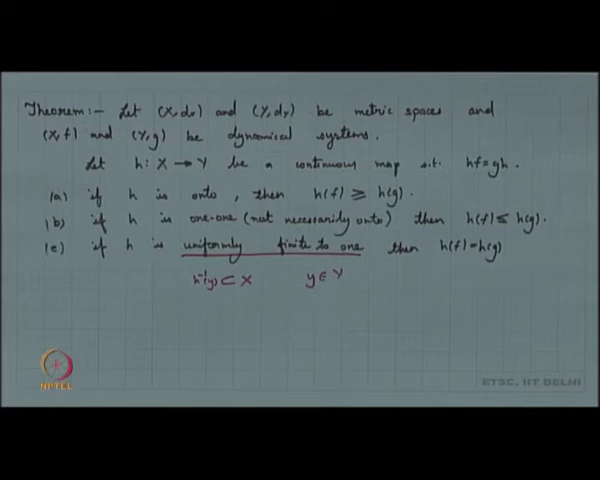 Theorem:- Let (X, dₓ) and (Y, dᵧ) be metric spaces and
(X, f) and (Y, g) be dynamical systems.
Let h: X → Y be a continuous map s.t. hf = gh.
(a) if h is onto, then h(f) ≥ h(g).
(b) if h is one-one (not necessarily onto) then h(f) ≤ h(g).
(c) if h is uniformly finite to one then h(f) = h(g)
h⁻¹(y) ⊂ X y ∈ Y
NPTEL
ETSC, IIT DELHI